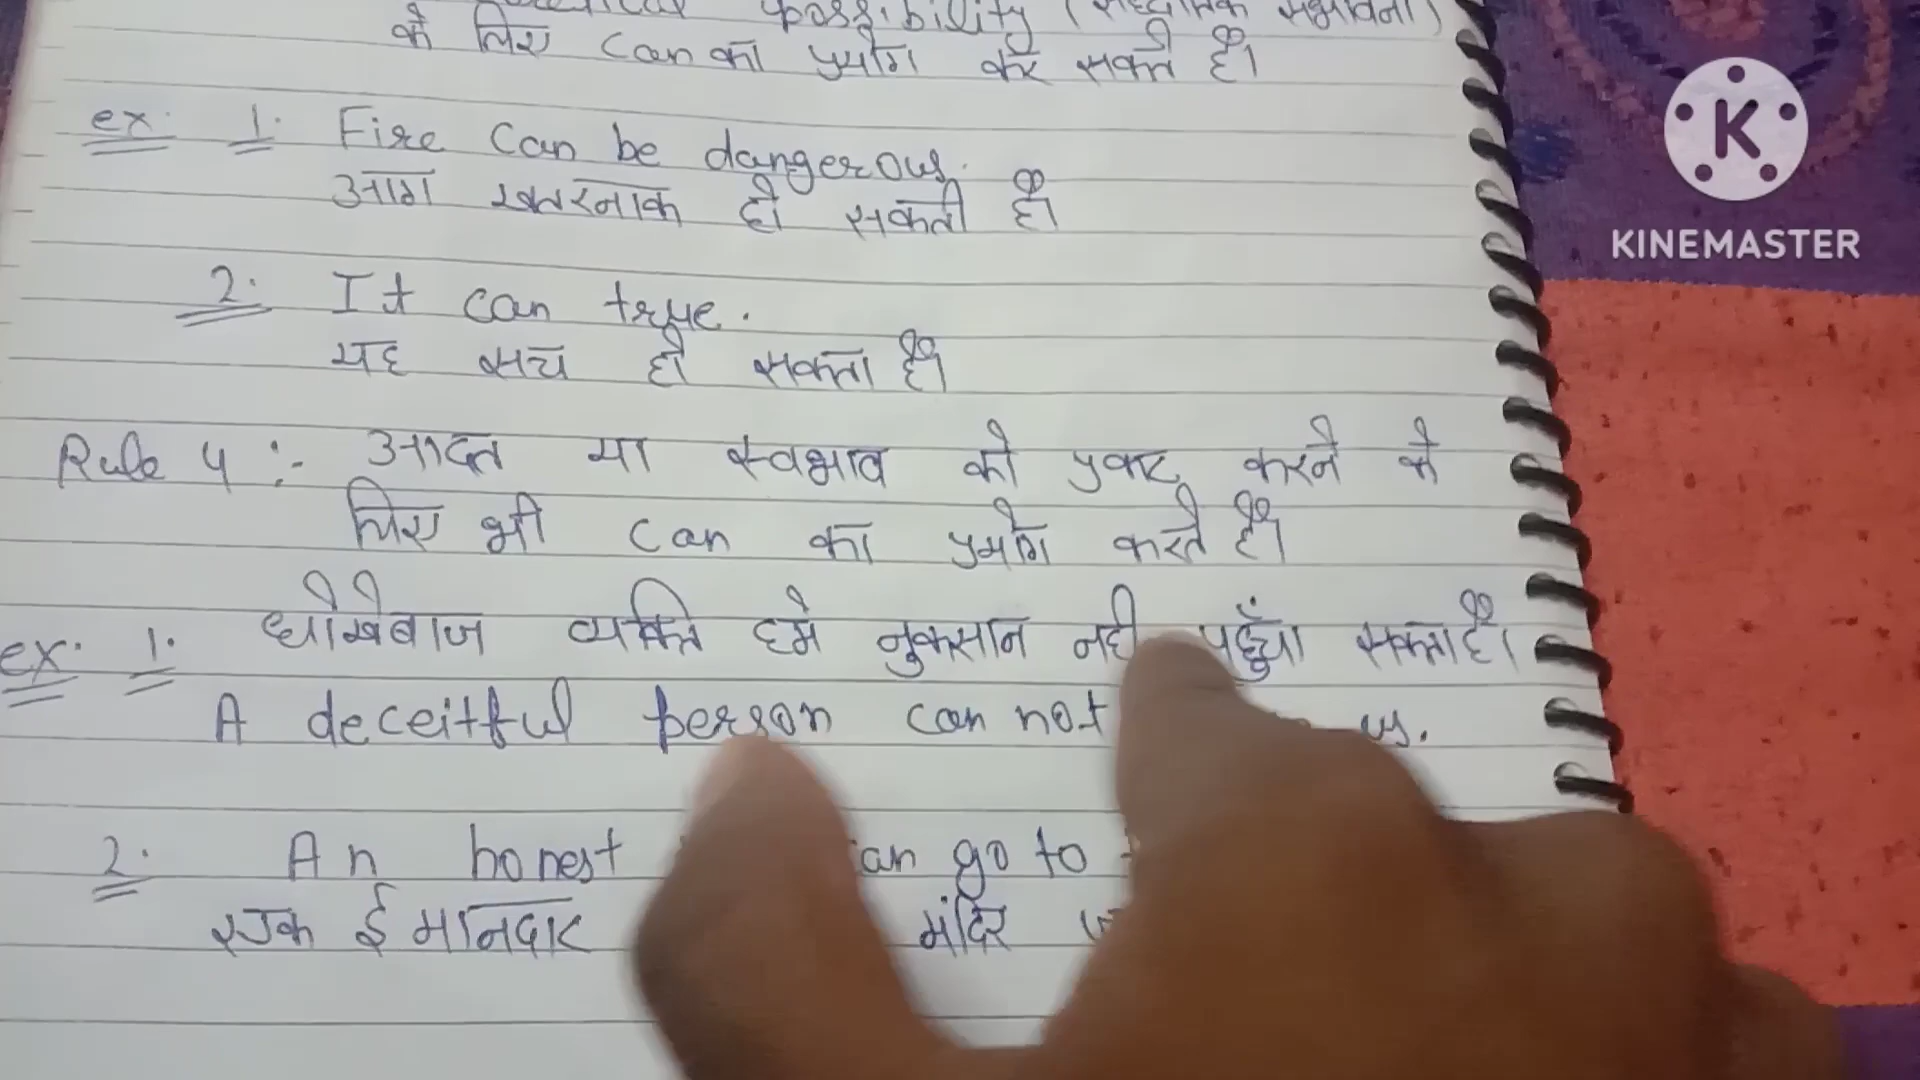 possibility (
के लिए can का प्रयोग कर सकते हैं।
ex. 1. Fire can be dangerous.
आग खतरनाक हो सकती है।
2. It can true.
यह सच हो सकता है।
Rule 4 :- आदत या स्वभाव को प्रकट करने के
लिए भी can का प्रयोग करते हैं।
ex. 1. धोखेबाज व्यक्ति हमे नुकसान नही पहुँचा सकता है।
A deceitful person can not us.
2. An honest can go to
एक ईमानदार मंदिर
KINEMASTER